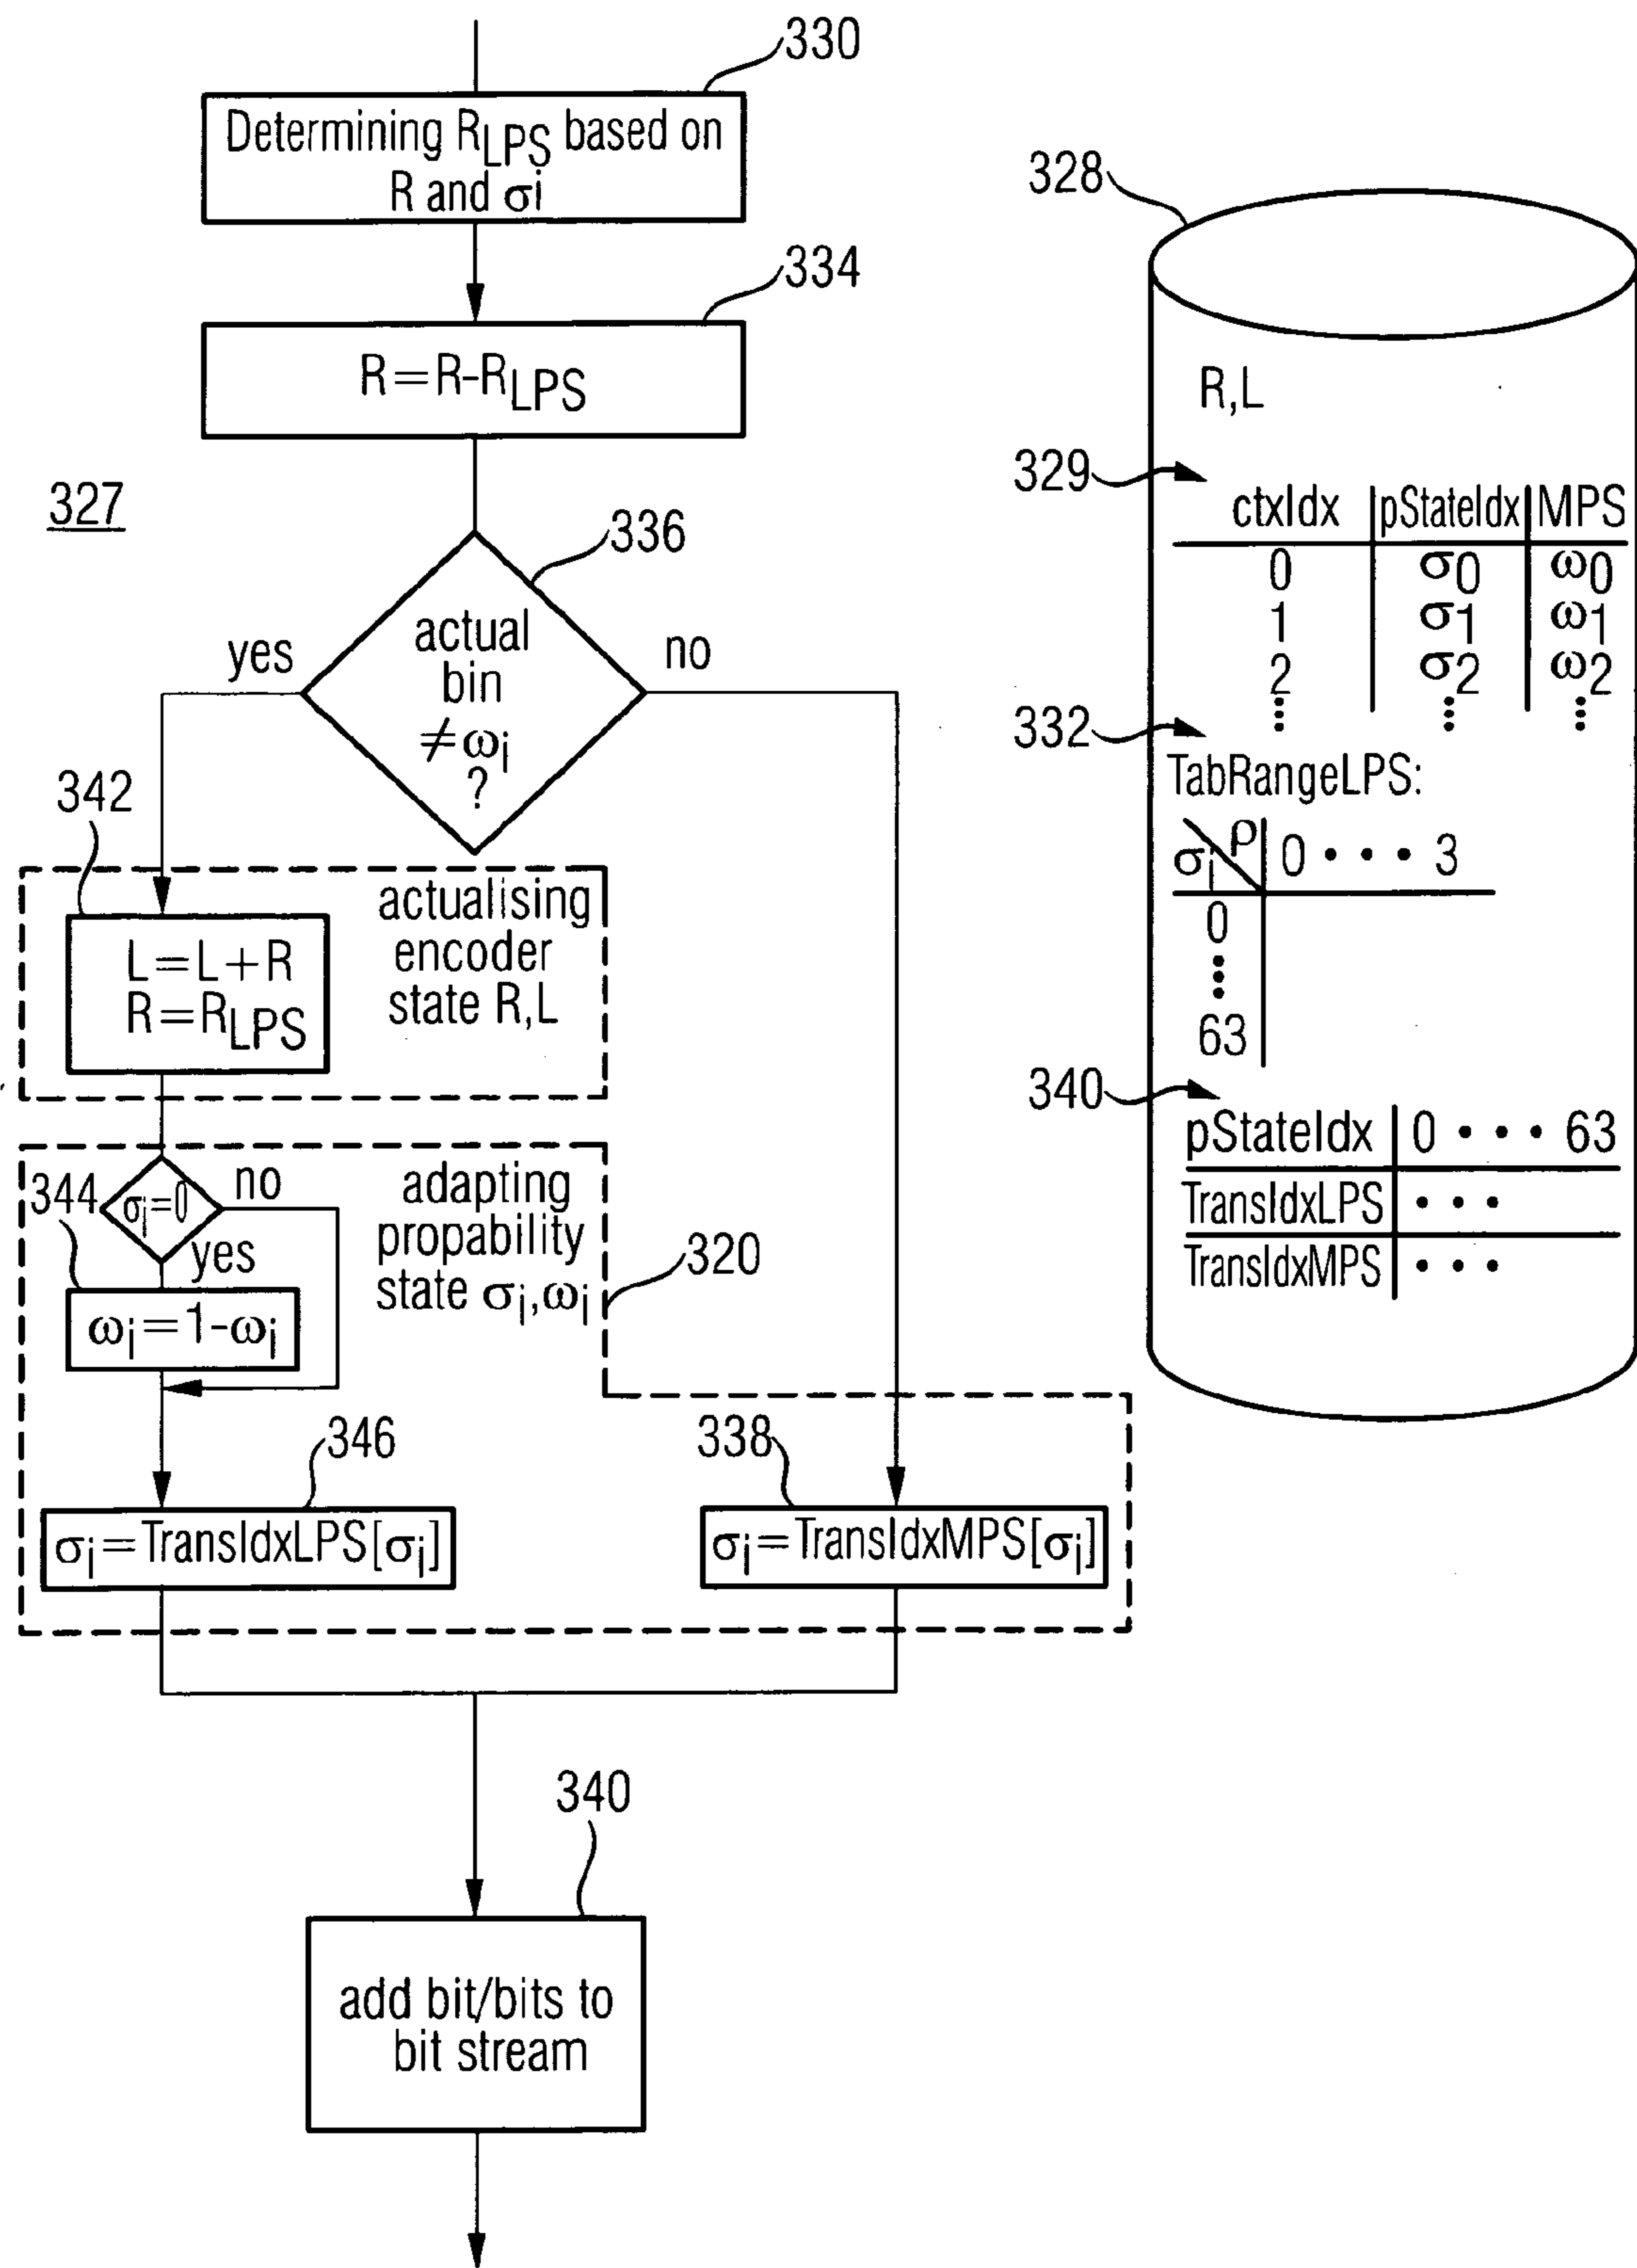 330
Determining RLPS based on
R and σi
334
R=R-RLPS
327
336
actual
bin
≠ωi
?
yes
no
342
L=L+R
R=RLPS
actualising
encoder
state R,L
344
σi=0
no
yes
ωi=1-ωi
adapting
propability
state σi,ωi
320
346
σi=TransIdxLPS[σi]
338
σi=TransIdxMPS[σi]
340
add bit/bits to
bit stream
328
R,L
329
ctxIdx pStateIdx MPS
0 σ0 ω0
1 σ1 ω1
2 σ2 ω2
⋮ ⋮ ⋮
332
TabRangeLPS:
σi ρ 0 • • • 3
0
⋮
63
340
pStateIdx 0 • • • 63
TransIdxLPS • • •
TransIdxMPS • • •